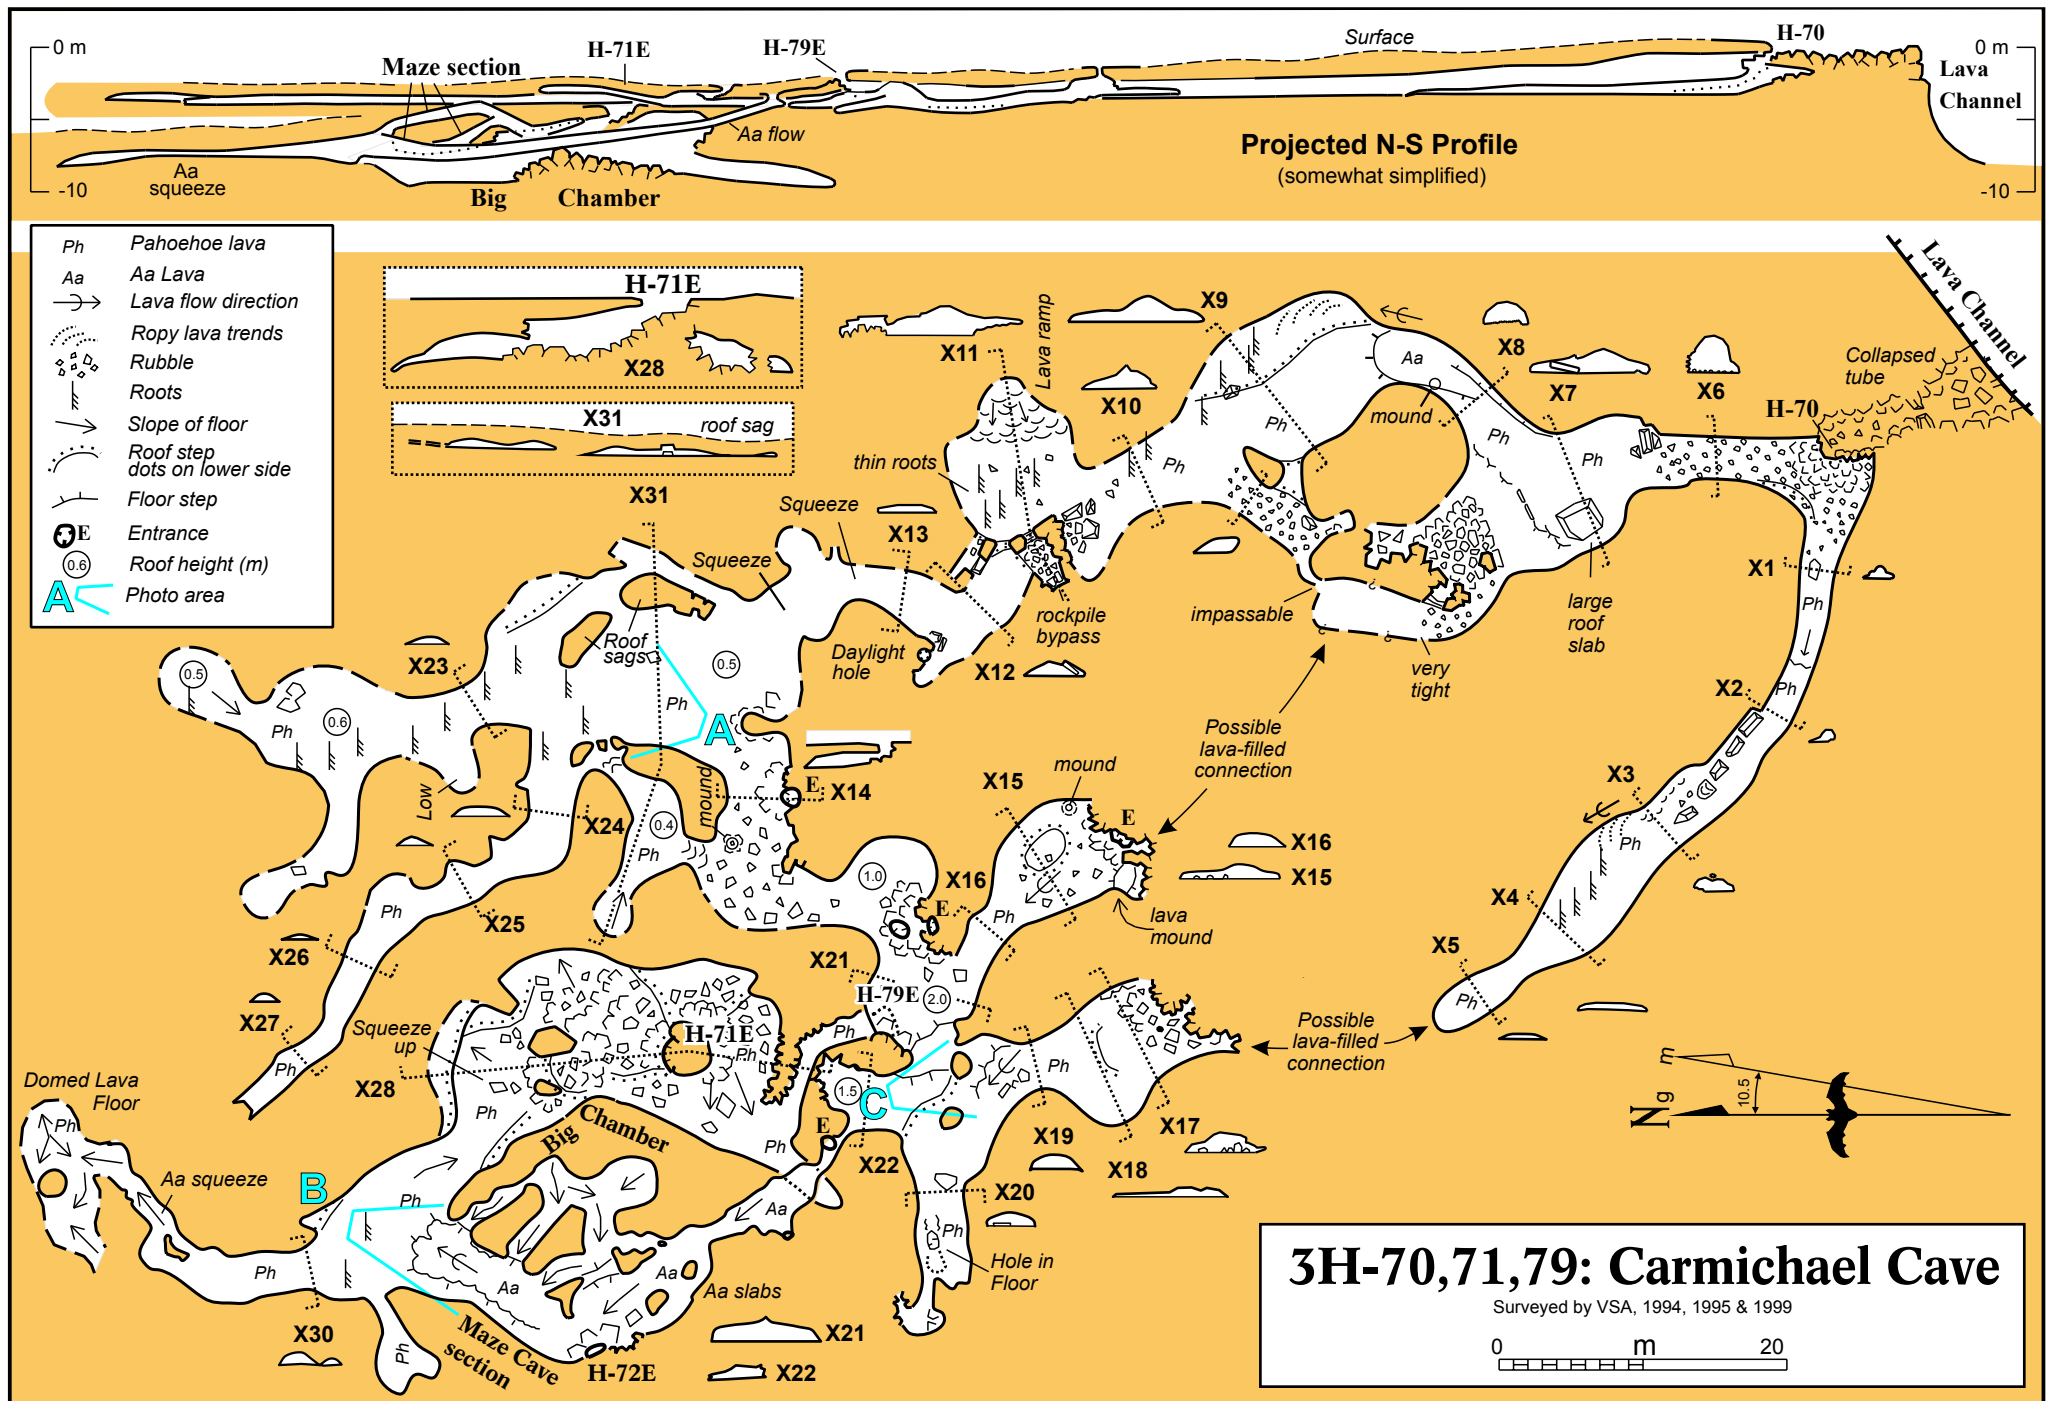 0 m
-10
Maze section
H-71E
H-79E
Surface
H-70
0 m
Lava
Channel
-10
Aa flow
Aa
squeeze
Big Chamber
Projected N-S Profile
(somewhat simplified)
Ph Pahoehoe lava
Aa Aa Lava
Lava flow direction
Ropy lava trends
Rubble
Roots
Slope of floor
Roof step
dots on lower side
Floor step
E Entrance
0.6 Roof height (m)
A Photo area
H-71E
X28
X31
roof sag
X31
X11
Lava ramp
X9
X10
X8
X7
X6
Lava Channel
Collapsed
tube
H-70
Aa
mound
Ph
Ph
Ph
Ph
thin roots
Squeeze
X13
Squeeze
rockpile
bypass
X12
Daylight
hole
impassable
very
tight
large
roof
slab
X1
Ph
X2
Ph
X3
Ph
X4
X5
Ph
Possible
lava-filled
connection
Possible
lava-filled
connection
X23
Roof
sags
0.5
0.5
0.6
Ph
Ph
A
Low
mound
E
X14
X24
0.4
Ph
X25
Ph
X26
X27
Ph
X15
mound
E
X16
X15
1.0
X16
E
Ph
lava
mound
X21
H-79E
2.0
Ph
X17
X18
X19
X20
Ph
Hole in
Floor
Ph
1.5
C
E
X22
Squeeze
up
H-71E
Ph
X28
Ph
Big Chamber
Ph
Domed Lava
Floor
Ph
Aa squeeze
B
Ph
Ph
Aa
Aa
Aa
Aa slabs
X30
Ph
Maze Cave
section
H-72E
X21
X22
m
10.5
N
g
3H-70,71,79: Carmichael Cave
Surveyed by VSA, 1994, 1995 & 1999
0 m 20